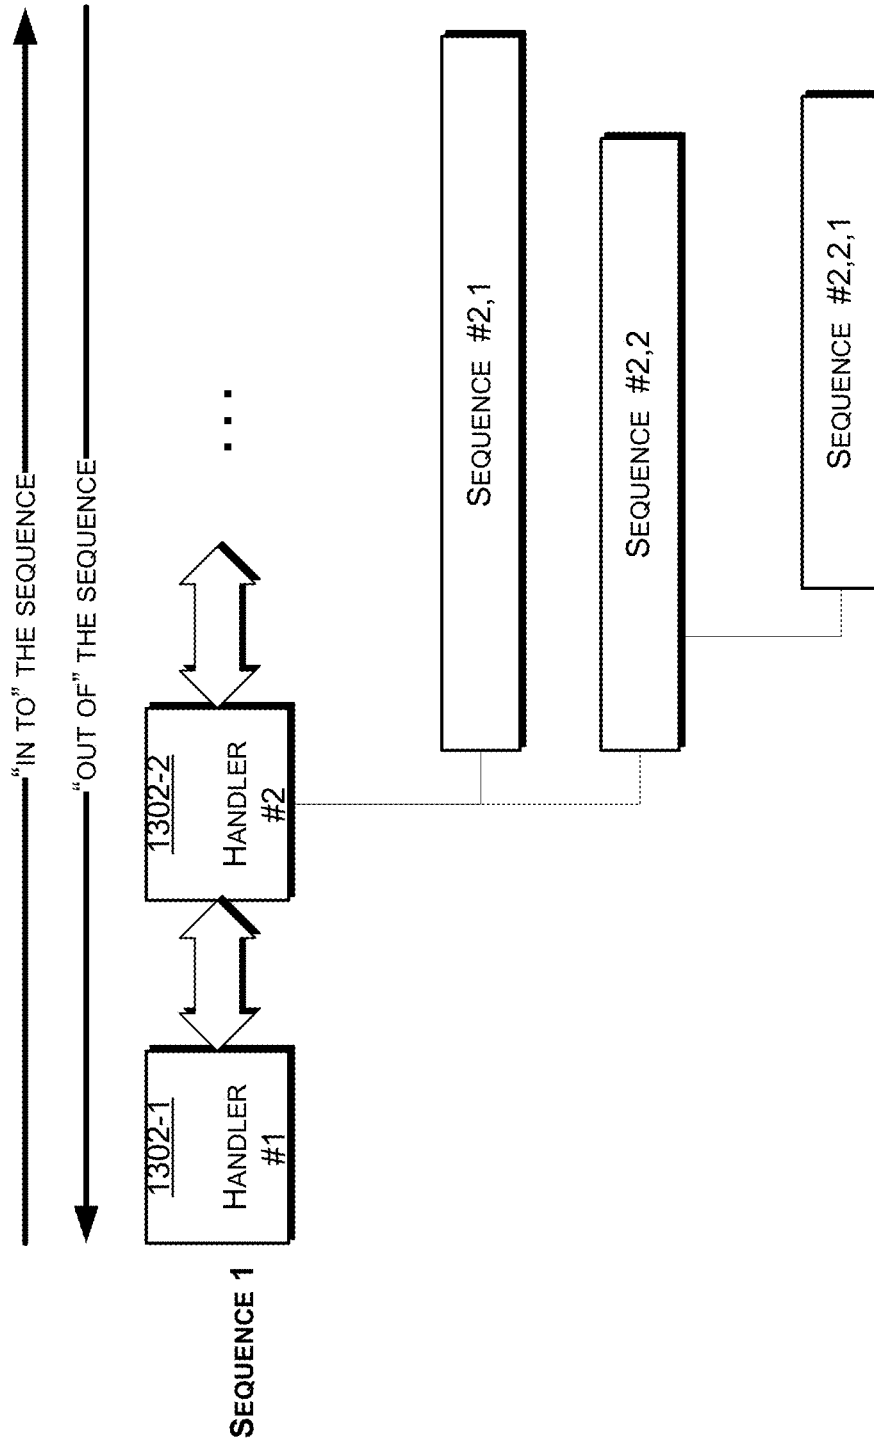 “IN TO” THE SEQUENCE
“OUT OF” THE SEQUENCE
SEQUENCE 1
1302-1
HANDLER
#1
1302-2
HANDLER
#2
...
SEQUENCE #2,1
SEQUENCE #2,2
SEQUENCE #2,2,1